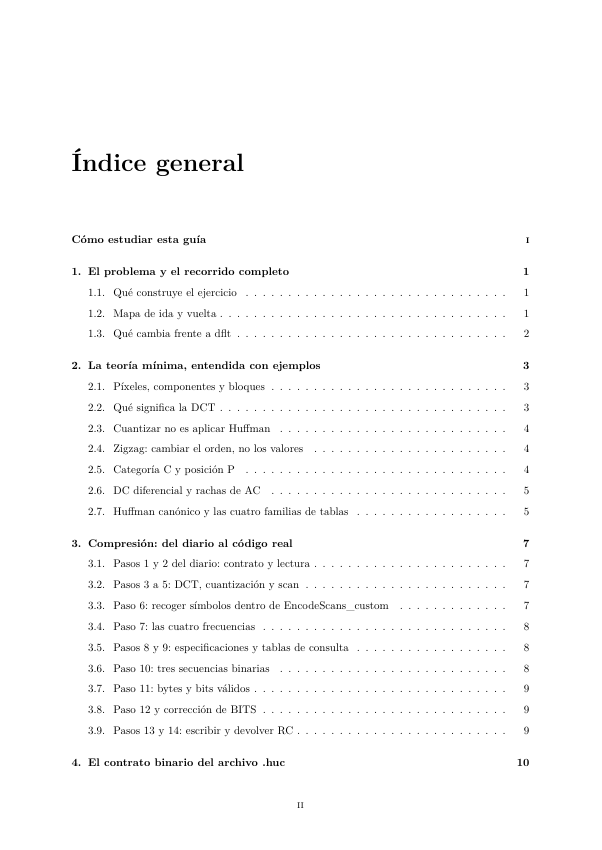 Índice general
Cómo estudiar esta guía I
1. El problema y el recorrido completo 1
1.1. Qué construye el ejercicio . . . . . . . . . . . . . . . . . . . . . . . . . . . . . . . 1
1.2. Mapa de ida y vuelta . . . . . . . . . . . . . . . . . . . . . . . . . . . . . . . . . . 1
1.3. Qué cambia frente a dflt . . . . . . . . . . . . . . . . . . . . . . . . . . . . . . . . 2
2. La teoría mínima, entendida con ejemplos 3
2.1. Píxeles, componentes y bloques . . . . . . . . . . . . . . . . . . . . . . . . . . . . 3
2.2. Qué significa la DCT . . . . . . . . . . . . . . . . . . . . . . . . . . . . . . . . . . 3
2.3. Cuantizar no es aplicar Huffman . . . . . . . . . . . . . . . . . . . . . . . . . . . 4
2.4. Zigzag: cambiar el orden, no los valores . . . . . . . . . . . . . . . . . . . . . . . 4
2.5. Categoría C y posición P . . . . . . . . . . . . . . . . . . . . . . . . . . . . . . . 4
2.6. DC diferencial y rachas de AC . . . . . . . . . . . . . . . . . . . . . . . . . . . . 5
2.7. Huffman canónico y las cuatro familias de tablas . . . . . . . . . . . . . . . . . . 5
3. Compresión: del diario al código real 7
3.1. Pasos 1 y 2 del diario: contrato y lectura . . . . . . . . . . . . . . . . . . . . . . . 7
3.2. Pasos 3 a 5: DCT, cuantización y scan . . . . . . . . . . . . . . . . . . . . . . . . 7
3.3. Paso 6: recoger símbolos dentro de EncodeScans_custom . . . . . . . . . . . . . 7
3.4. Paso 7: las cuatro frecuencias . . . . . . . . . . . . . . . . . . . . . . . . . . . . . 8
3.5. Pasos 8 y 9: especificaciones y tablas de consulta . . . . . . . . . . . . . . . . . . 8
3.6. Paso 10: tres secuencias binarias . . . . . . . . . . . . . . . . . . . . . . . . . . . 8
3.7. Paso 11: bytes y bits válidos . . . . . . . . . . . . . . . . . . . . . . . . . . . . . . 9
3.8. Paso 12 y corrección de BITS . . . . . . . . . . . . . . . . . . . . . . . . . . . . . 9
3.9. Pasos 13 y 14: escribir y devolver RC . . . . . . . . . . . . . . . . . . . . . . . . . 9
4. El contrato binario del archivo .huc 10
II